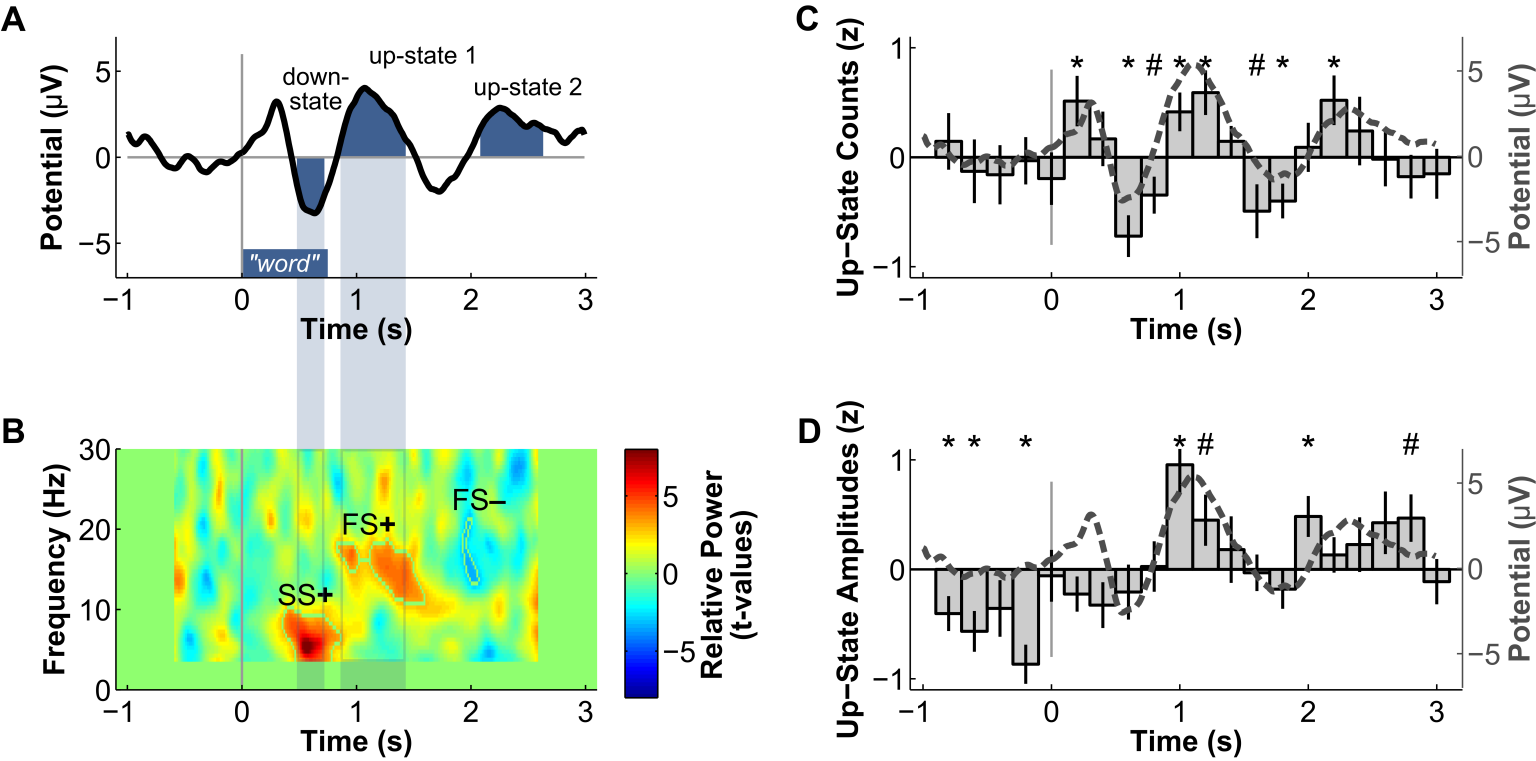 A
Potential (µV)
5
0
−5
down-
state
up-state 1
up-state 2
"word"
−1
0
1
2
3
Time (s)
B
Frequency (Hz)
30
20
10
0
SS+
FS+
FS−
−1
0
1
2
3
Time (s)
5
0
−5
Relative Power
(t-values)
C
Up−State Counts (z)
1
0
−1
* * # * * # * *
5
0
−5
Potential (µV)
−1
0
1
2
3
Time (s)
D
Up−State Amplitudes (z)
1
0
−1
* * * * # * #
5
0
−5
Potential (µV)
−1
0
1
2
3
Time (s)